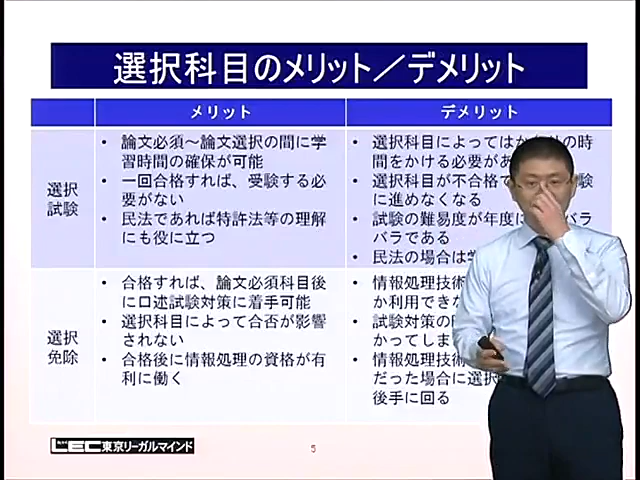 選択科目のメリット／デメリット
メリット
デメリット
選択
試験
• 論文必須～論文選択の間に学
習時間の確保が可能
• 一回合格すれば、受験する必
要がない
• 民法であれば特許法等の理解
にも役に立つ
• 選択科目によっては
の時
間をかける必要があ
• 選択科目が不合格で
験
に進めなくなる
• 試験の難易度が年度に
バラ
バラである
• 民法の場合は
選択
免除
• 合格すれば、論文必須科目後
に口述試験対策に着手可能
• 選択科目によって合否が影響
されない
• 合格後に情報処理の資格が有
利に働く
• 情報処理技術
か利用できな
• 試験対策の
かってしま
• 情報処理技術
だった場合に選択
後手に回る
LEC東京リーガルマインド
5